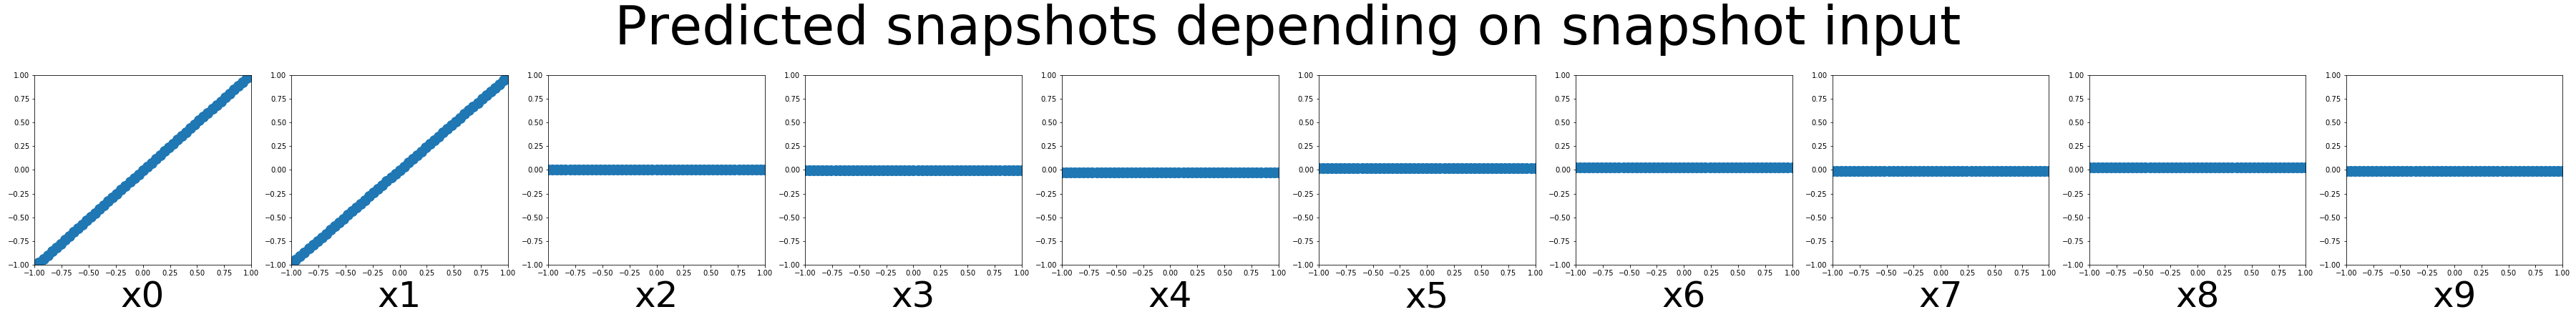 Predicted snapshots depending on snapshot input
1.00 1.00 1.00 1.00 1.00 1.00 1.00 1.00 1.00 1.00
0.75 0.75 0.75 0.75 0.75 0.75 0.75 0.75 0.75 0.75
0.50 0.50 0.50 0.50 0.50 0.50 0.50 0.50 0.50 0.50
0.25 0.25 0.25 0.25 0.25 0.25 0.25 0.25 0.25 0.25
0.00 0.00 0.00 0.00 0.00 0.00 0.00 0.00 0.00 0.00
−0.25 −0.25 −0.25 −0.25 −0.25 −0.25 −0.25 −0.25 −0.25 −0.25
−0.50 −0.50 −0.50 −0.50 −0.50 −0.50 −0.50 −0.50 −0.50 −0.50
−0.75 −0.75 −0.75 −0.75 −0.75 −0.75 −0.75 −0.75 −0.75 −0.75
−1.00 −1.00 −1.00 −1.00 −1.00 −1.00 −1.00 −1.00 −1.00 −1.00
−1.00 −0.75 −0.50 −0.25 0.00 0.25 0.50 0.75 1.00 −1.00 −0.75 −0.50 −0.25 0.00 0.25 0.50 0.75 1.00 −1.00 −0.75 −0.50 −0.25 0.00 0.25 0.50 0.75 1.00 −1.00 −0.75 −0.50 −0.25 0.00 0.25 0.50 0.75 1.00 −1.00 −0.75 −0.50 −0.25 0.00 0.25 0.50 0.75 1.00 −1.00 −0.75 −0.50 −0.25 0.00 0.25 0.50 0.75 1.00 −1.00 −0.75 −0.50 −0.25 0.00 0.25 0.50 0.75 1.00 −1.00 −0.75 −0.50 −0.25 0.00 0.25 0.50 0.75 1.00 −1.00 −0.75 −0.50 −0.25 0.00 0.25 0.50 0.75 1.00 −1.00 −0.75 −0.50 −0.25 0.00 0.25 0.50 0.75 1.00
x0 x1 x2 x3 x4 x5 x6 x7 x8 x9